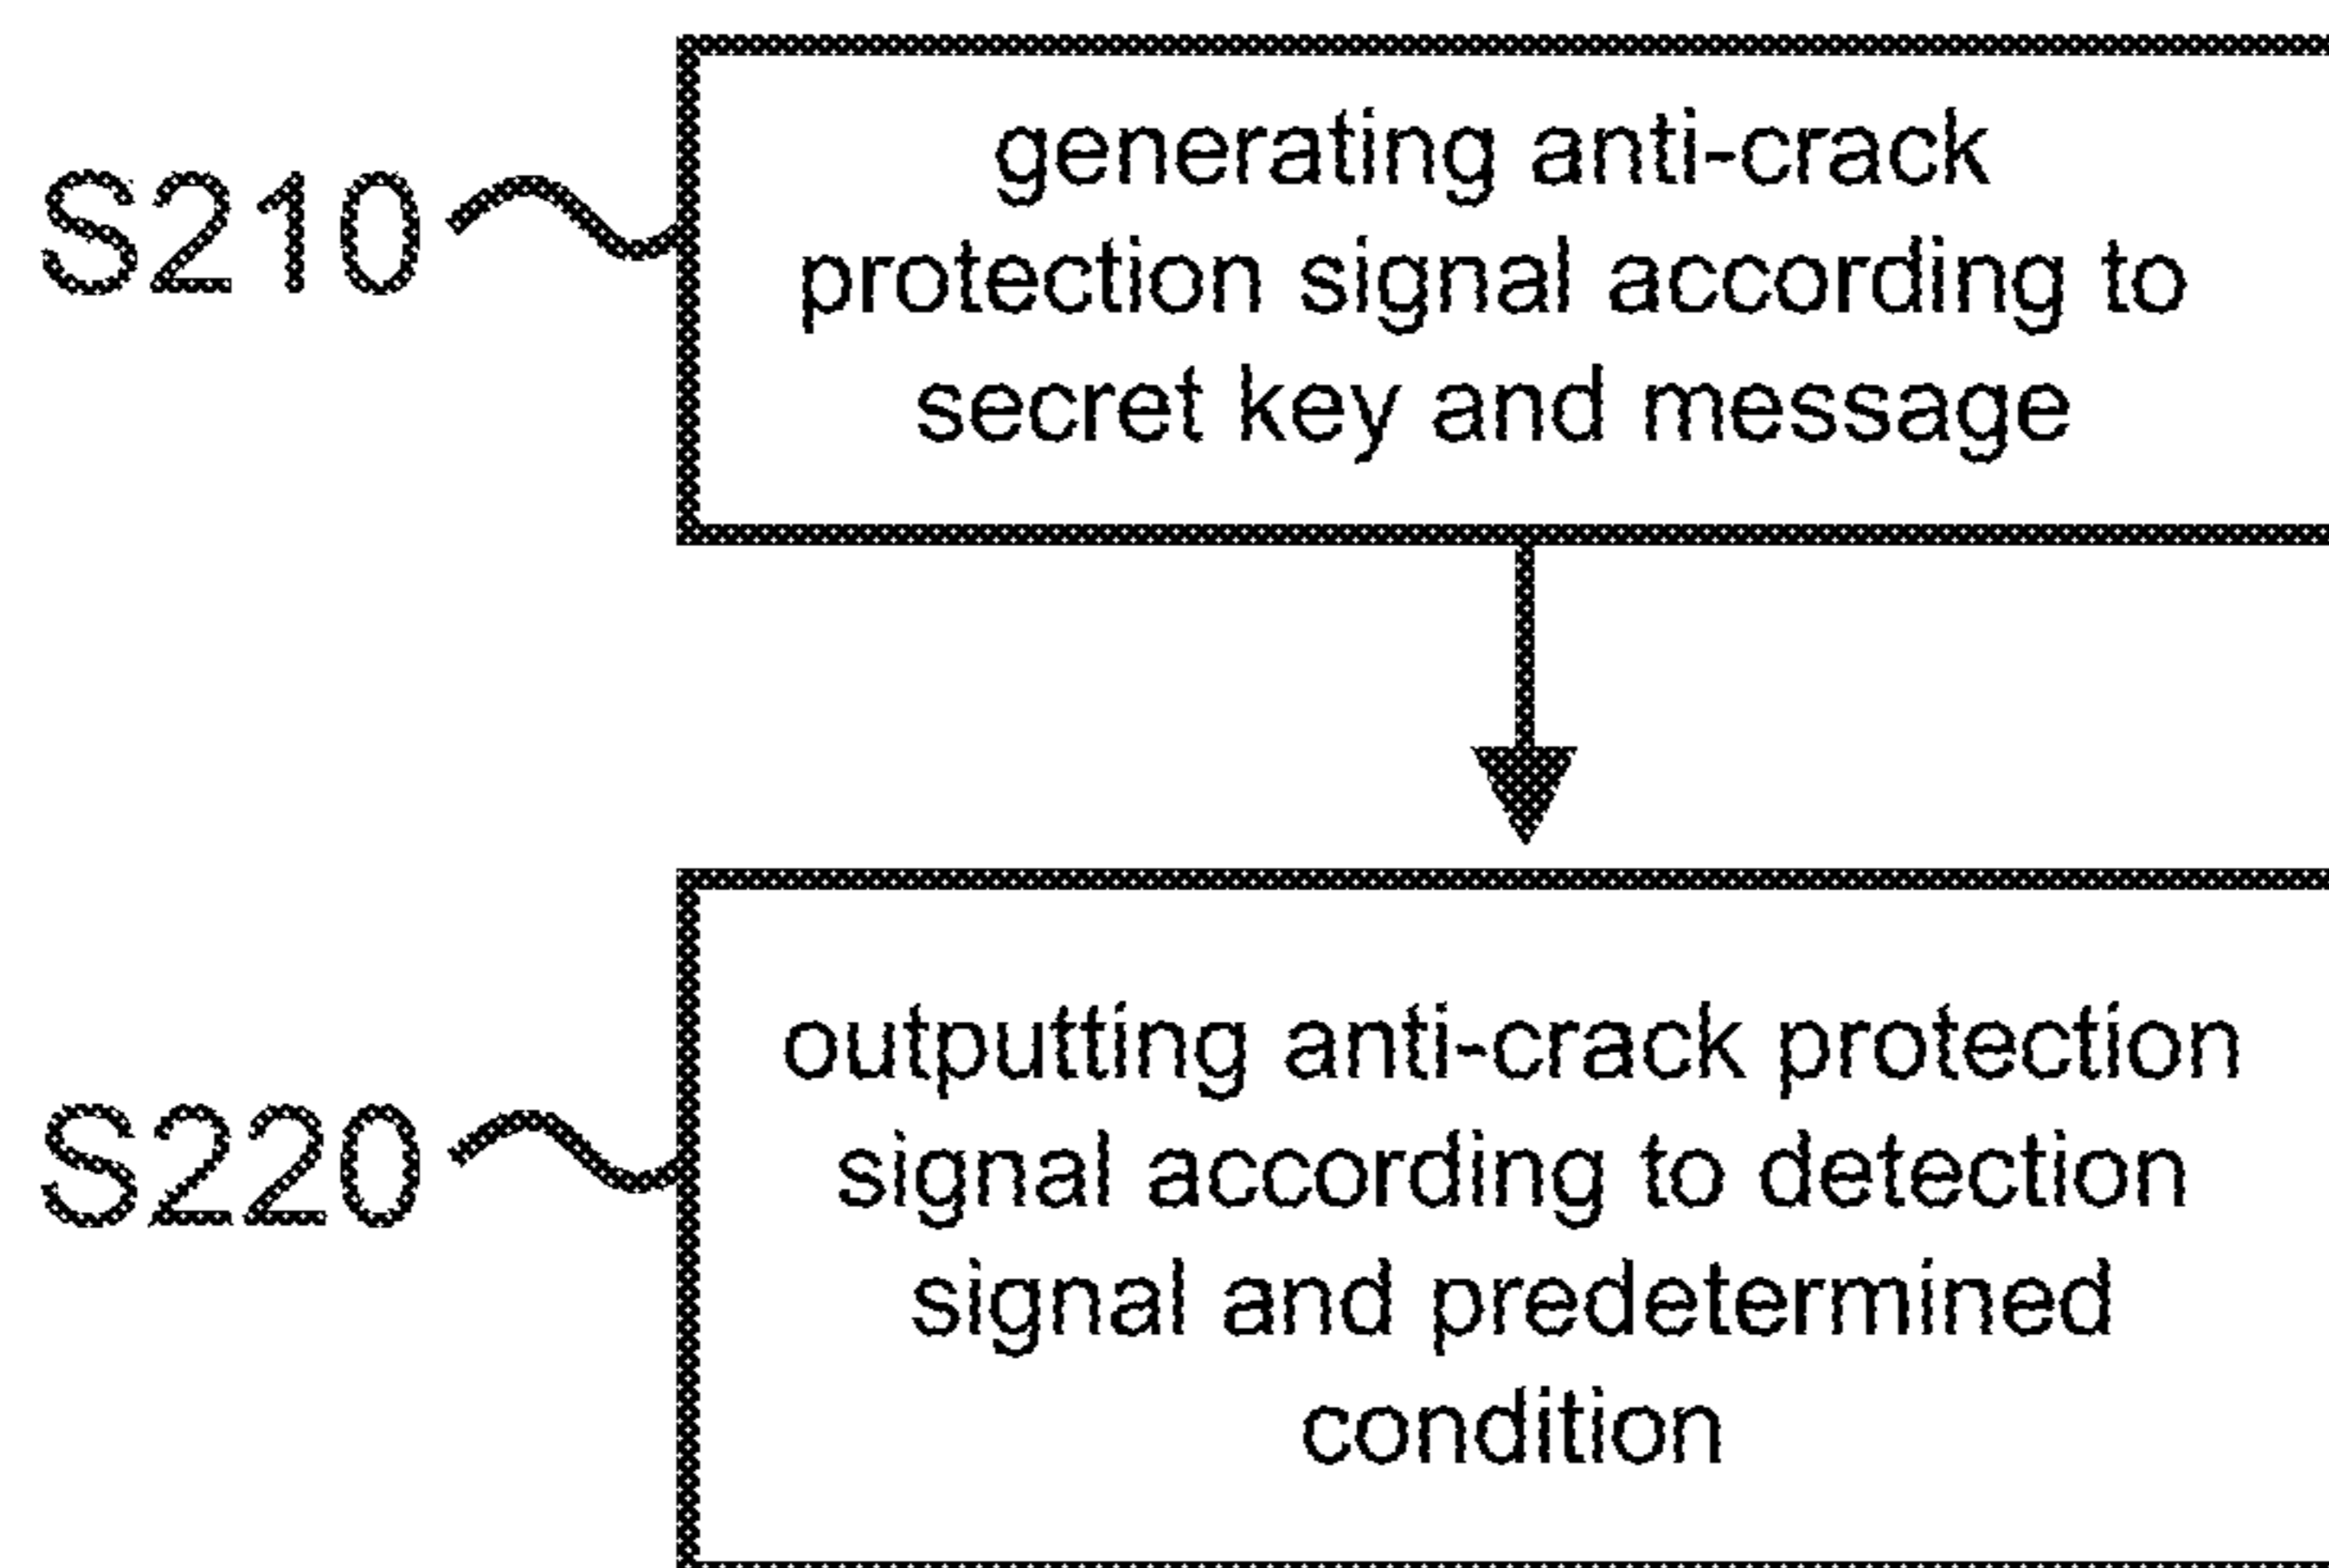 S210
generating anti-crack
protection signal according to
secret key and message
S220
outputting anti-crack protection
signal according to detection
signal and predetermined
condition